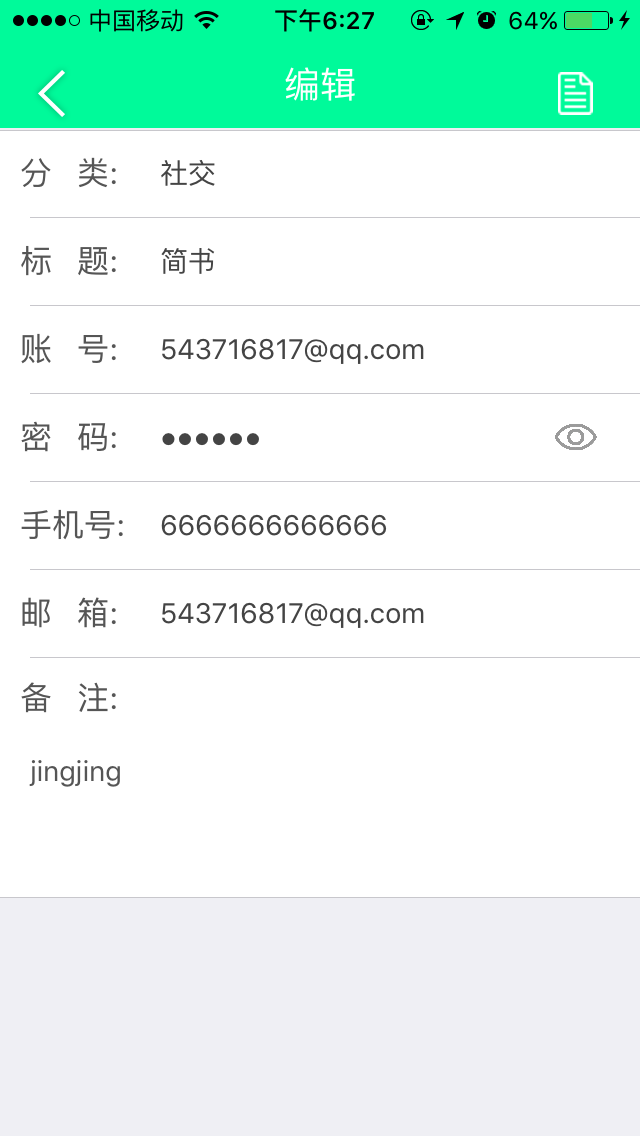 中国移动 下午6:27 64%
编辑
分 类: 社交
标 题: 简书
账 号: 543716817@qq.com
密 码: ●●●●●●
手机号: 6666666666666
邮 箱: 543716817@qq.com
备 注:
jingjing